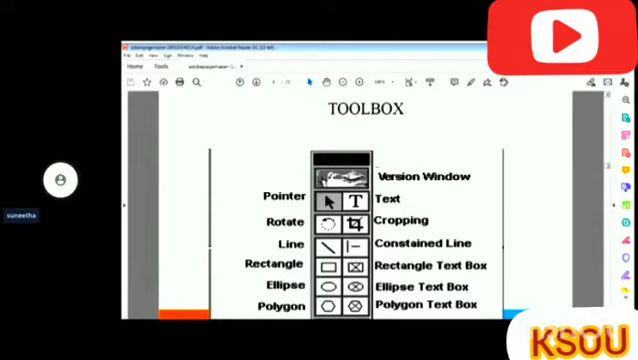 Home Tools
TOOLBOX
Version Window
Pointer
Text
Rotate
Cropping
Line
Constained Line
Rectangle
Rectangle Text Box
Ellipse
Ellipse Text Box
Polygon
Polygon Text Box
suneetha
KSOU